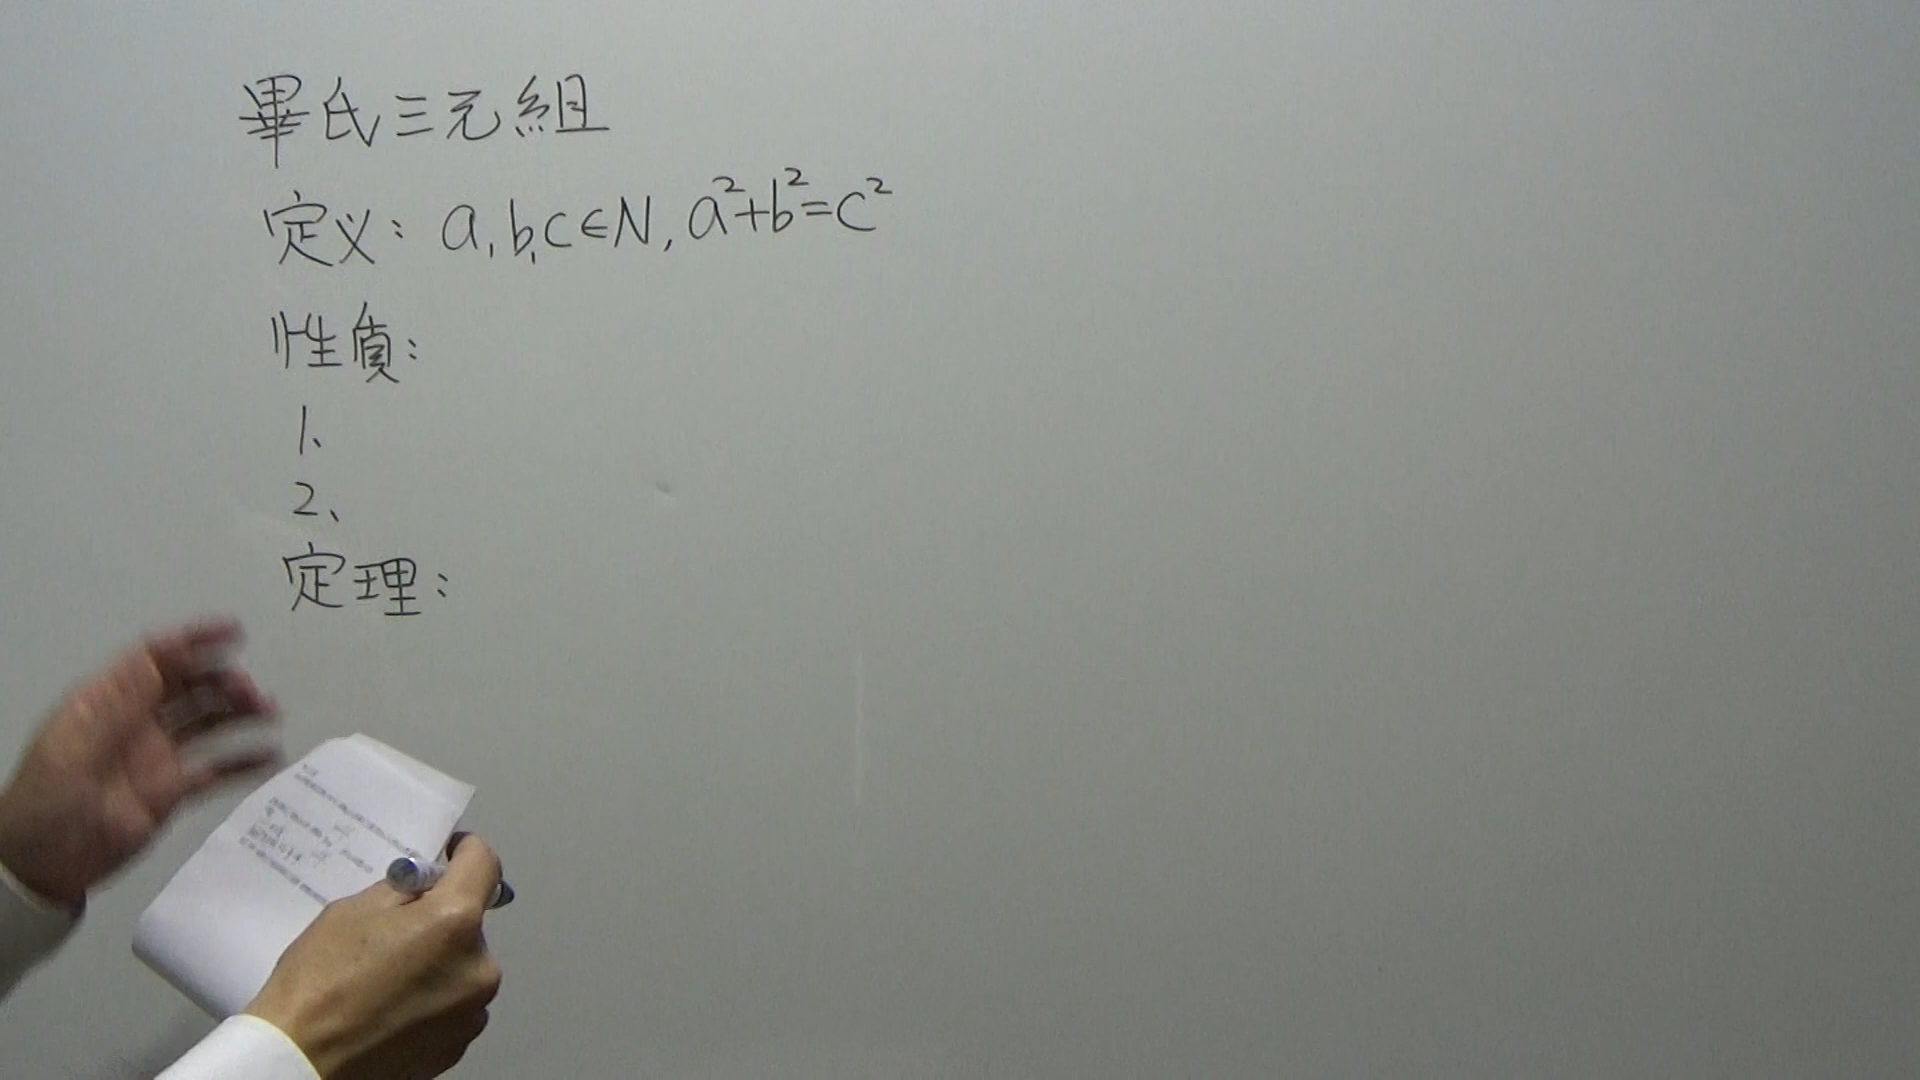 畢氏三元組
定义: a,b,c∈N, a²+b²=c²
性質:
1、
2、
定理: